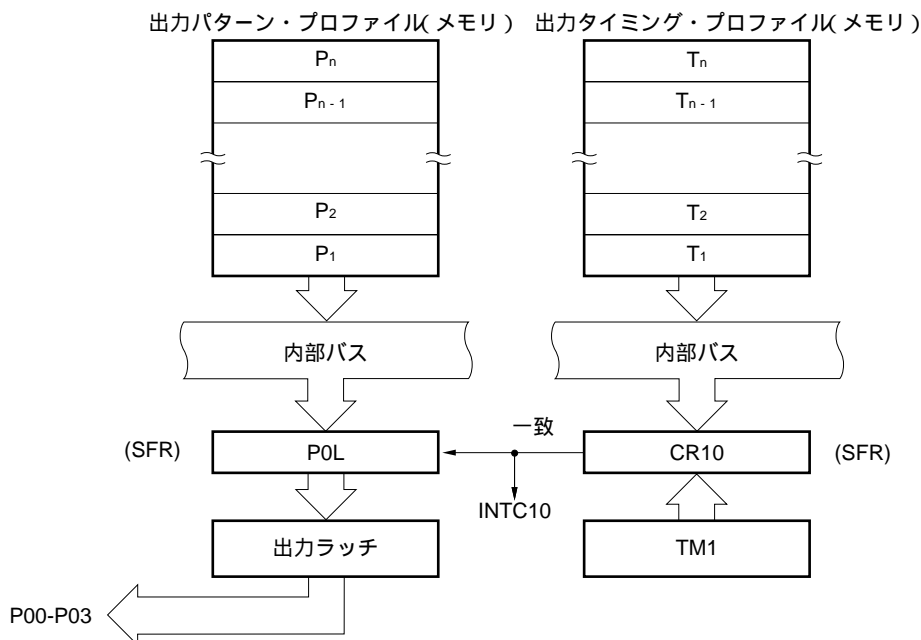 出力パターン・プロファイル(メモリ) 出力タイミング・プロファイル(メモリ)
Pn Tn
Pn - 1 Tn - 1
P2 T2
P1 T1
内部バス 内部バス
一致
(SFR) P0L CR10 (SFR)
INTC10
出力ラッチ TM1
P00-P03